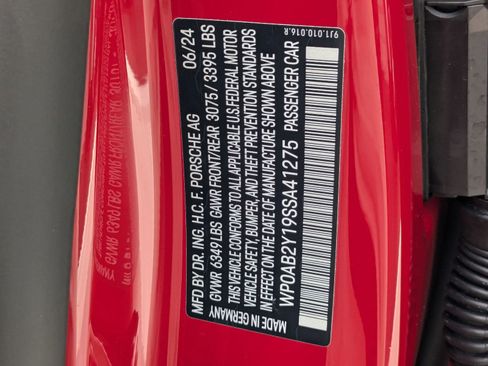 MFD BY DR. ING. H.C. F. PORSCHE AG 06/24
GVWR 6349 LBS GAWR FRONT/REAR 3075 / 3395 LBS
THIS VEHICLE CONFORMS TO ALL APPLICABLE U.S. FEDERAL MOTOR
VEHICLE SAFETY, BUMPER, AND THEFT PREVENTION STANDARDS
IN EFFECT ON THE DATE OF MANUFACTURE SHOWN ABOVE
WP0AB2Y19SSA41275 PASSENGER CAR
MADE IN GERMANY
9J1.010.016.R